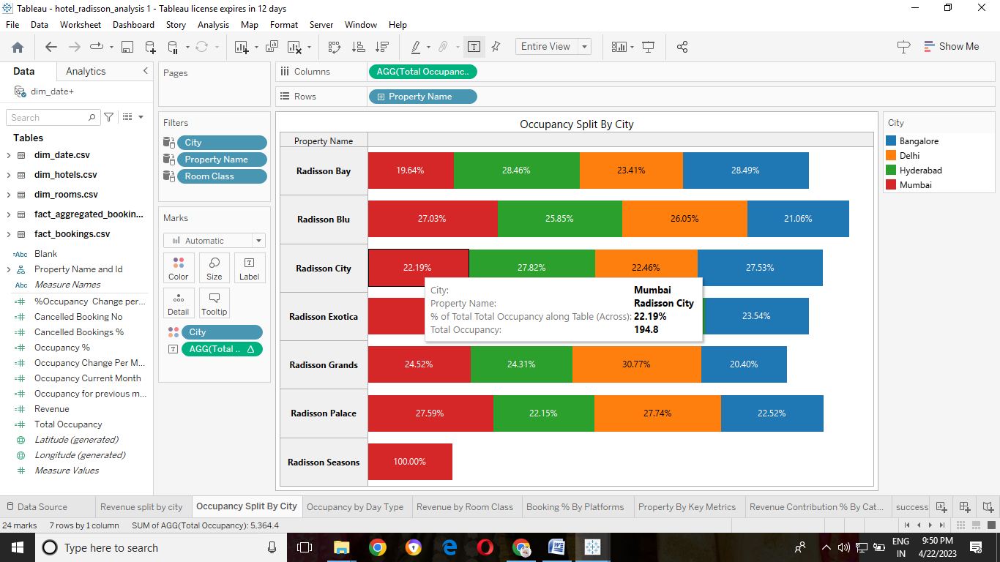 Tableau - hotel_radisson_analysis 1 - Tableau license expires in 12 days
File Data Worksheet Dashboard Story Analysis Map Format Server Window Help
Entire View
Show Me
Data Analytics
dim_date+
Search
Tables
dim_date.csv
dim_hotels.csv
dim_rooms.csv
fact_aggregated_bookin...
fact_bookings.csv
=Abc Blank
Property Name and Id
Abc Measure Names
%Occupancy Change per...
Cancelled Booking No
Cancelled Bookings %
Occupancy %
Occupancy Change Per M...
Occupancy Current Month
Occupancy for previous m...
Revenue
Total Occupancy
Latitude (generated)
Longitude (generated)
Measure Values
Pages
Filters
City
Property Name
Room Class
Marks
Automatic
Color Size Label
Detail Tooltip
City
AGG(Total ..
Columns AGG(Total Occupanc..
Rows Property Name
Occupancy Split By City
Property Name
Radisson Bay 19.64% 28.46% 23.41% 28.49%
Radisson Blu 27.03% 25.85% 26.05% 21.06%
Radisson City 22.19% 27.82% 22.46% 27.53%
City: Mumbai
Property Name: Radisson City
% of Total Total Occupancy along Table (Across): 22.19%
Total Occupancy: 194.8
Radisson Exotica 23.54%
Radisson Grands 24.52% 24.31% 30.77% 20.40%
Radisson Palace 27.59% 22.15% 27.74% 22.52%
Radisson Seasons 100.00%
City
Bangalore
Delhi
Hyderabad
Mumbai
Data Source Revenue split by city Occupancy Split By City Occupancy by Day Type Revenue by Room Class Booking % By Platforms Property By Key Metrics Revenue Contribution % By Cat... success
24 marks 7 rows by 1 column SUM of AGG(Total Occupancy): 5,364.4
Type here to search
ENG
IN
9:50 PM
4/22/2023